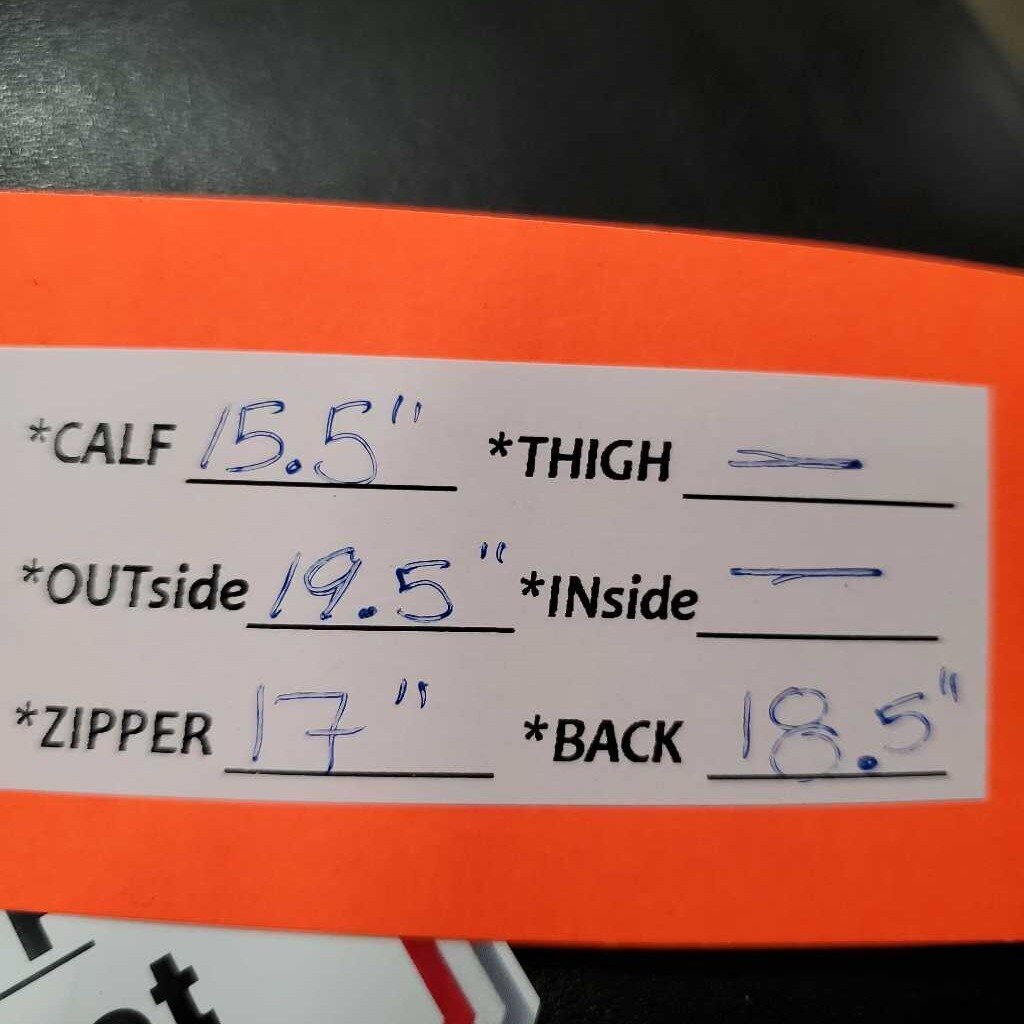 *CALF 15.5" *THIGH —
*OUTside 19.5" *INside —
*ZIPPER 17" *BACK 18.5"